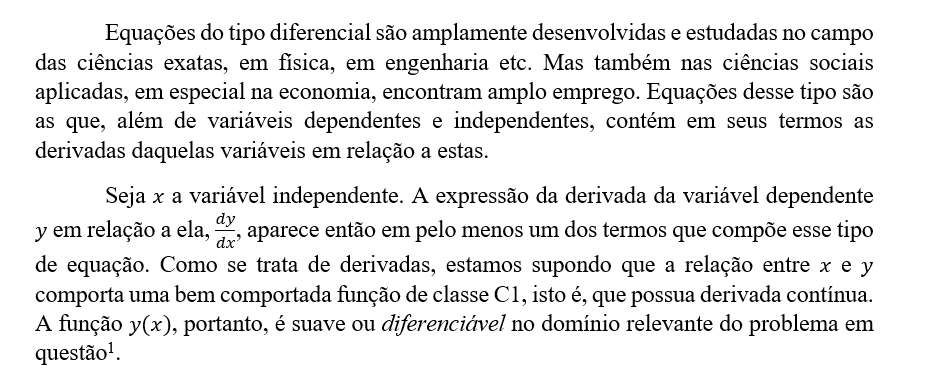 Equações do tipo diferencial são amplamente desenvolvidas e estudadas no campo
das ciências exatas, em física, em engenharia etc. Mas também nas ciências sociais
aplicadas, em especial na economia, encontram amplo emprego. Equações desse tipo são
as que, além de variáveis dependentes e independentes, contém em seus termos as
derivadas daquelas variáveis em relação a estas.
Seja x a variável independente. A expressão da derivada da variável dependente
y em relação a ela, dy/dx, aparece então em pelo menos um dos termos que compõe esse tipo
de equação. Como se trata de derivadas, estamos supondo que a relação entre x e y
comporta uma bem comportada função de classe C1, isto é, que possua derivada contínua.
A função y(x), portanto, é suave ou diferenciável no domínio relevante do problema em
questão¹.